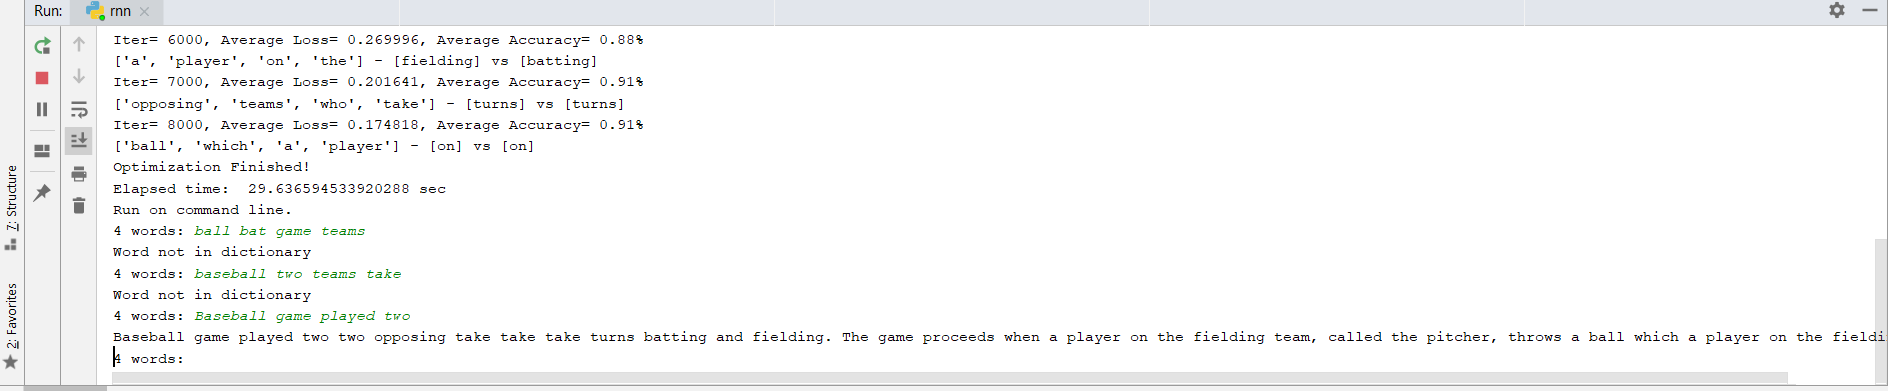 Run: rnn
Iter= 6000, Average Loss= 0.269996, Average Accuracy= 0.88%
['a', 'player', 'on', 'the'] - [fielding] vs [batting]
Iter= 7000, Average Loss= 0.201641, Average Accuracy= 0.91%
['opposing', 'teams', 'who', 'take'] - [turns] vs [turns]
Iter= 8000, Average Loss= 0.174818, Average Accuracy= 0.91%
['ball', 'which', 'a', 'player'] - [on] vs [on]
Optimization Finished!
Elapsed time:  29.636594533920288 sec
Run on command line.
4 words: ball bat game teams
Word not in dictionary
4 words: baseball two teams take
Word not in dictionary
4 words: Baseball game played two
Baseball game played two two opposing take take take turns batting and fielding. The game proceeds when a player on the fielding team, called the pitcher, throws a ball which a player on the fieldi
4 words:
7: Structure
2: Favorites